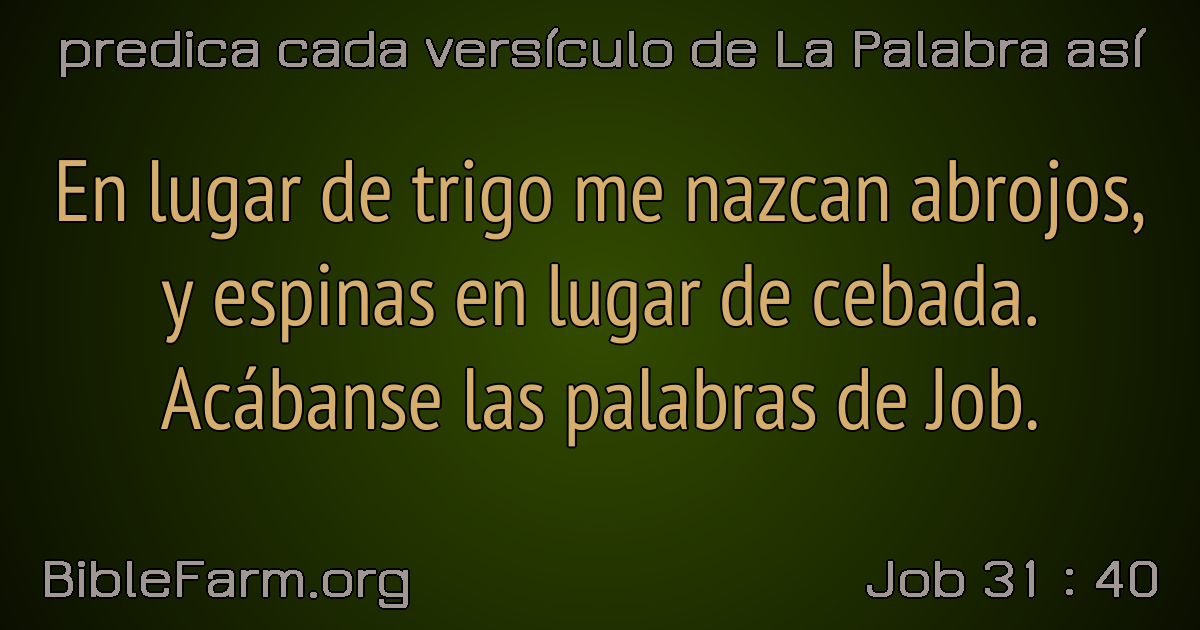 predica cada versículo de La Palabra así
En lugar de trigo me nazcan abrojos,
y espinas en lugar de cebada.
Acábanse las palabras de Job.
BibleFarm.org
Job 31 : 40